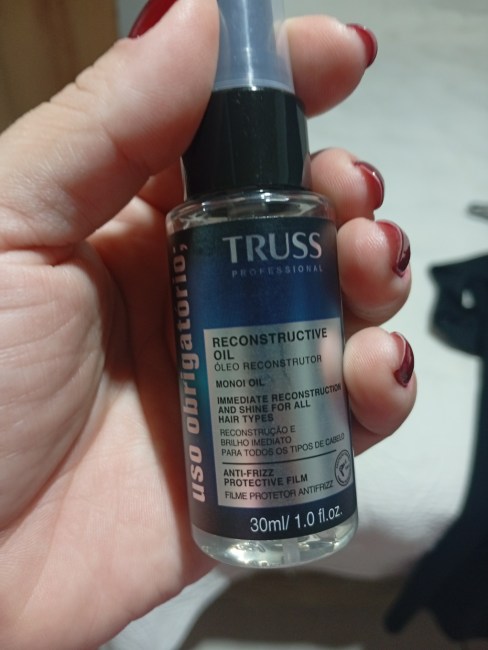 uso obrigatório;
TRUSS
PROFESSIONAL
RECONSTRUCTIVE
OIL
ÓLEO RECONSTRUTOR
MONOI OIL
IMMEDIATE RECONSTRUCTION
AND SHINE FOR ALL
HAIR TYPES
RECONSTRUÇÃO E
BRILHO IMEDIATO
PARA TODOS OS TIPOS DE CABELO
ANTI-FRIZZ
PROTECTIVE FILM
FILME PROTETOR ANTIFRIZZ
30ml/ 1.0 fl.oz.